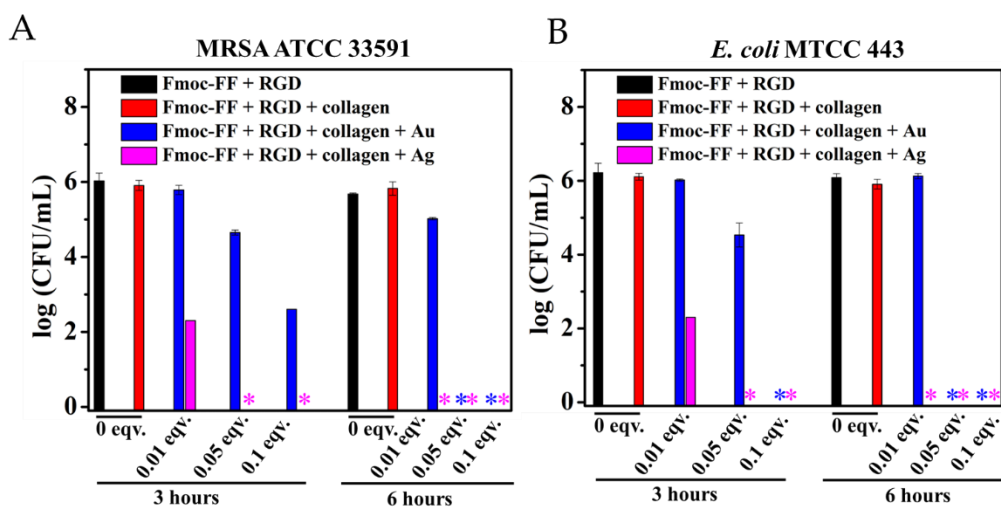 A
MRSA ATCC 33591
Fmoc-FF + RGD
Fmoc-FF + RGD + collagen
Fmoc-FF + RGD + collagen + Au
Fmoc-FF + RGD + collagen + Ag
log (CFU/mL)
8
6
4
2
0
* * * ** **
0 eqv.
0.01 eqv.
0.05 eqv.
0.1 eqv.
0 eqv.
0.01 eqv.
0.05 eqv.
0.1 eqv.
3 hours
6 hours
B
E. coli MTCC 443
Fmoc-FF + RGD
Fmoc-FF + RGD + collagen
Fmoc-FF + RGD + collagen + Au
Fmoc-FF + RGD + collagen + Ag
log (CFU/mL)
8
6
4
2
0
* ** * ** **
0 eqv.
0.01 eqv.
0.05 eqv.
0.1 eqv.
0 eqv.
0.01 eqv.
0.05 eqv.
0.1 eqv.
3 hours
6 hours